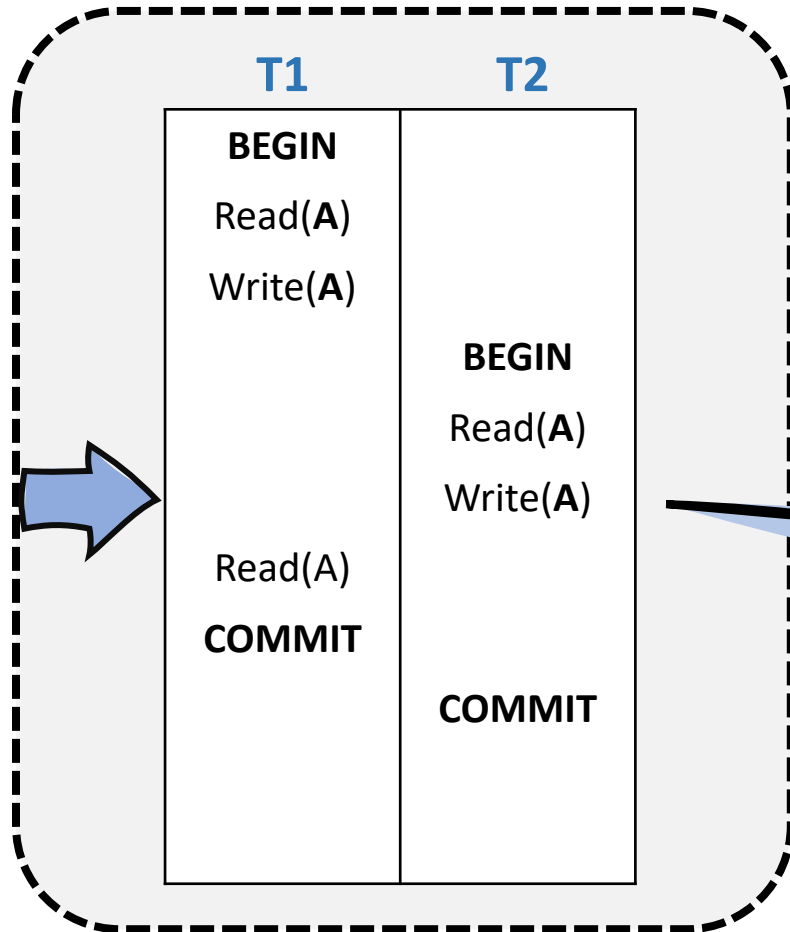 T1 T2
BEGIN
Read(A)
Write(A)
BEGIN
Read(A)
Write(A)
Read(A)
COMMIT
COMMIT